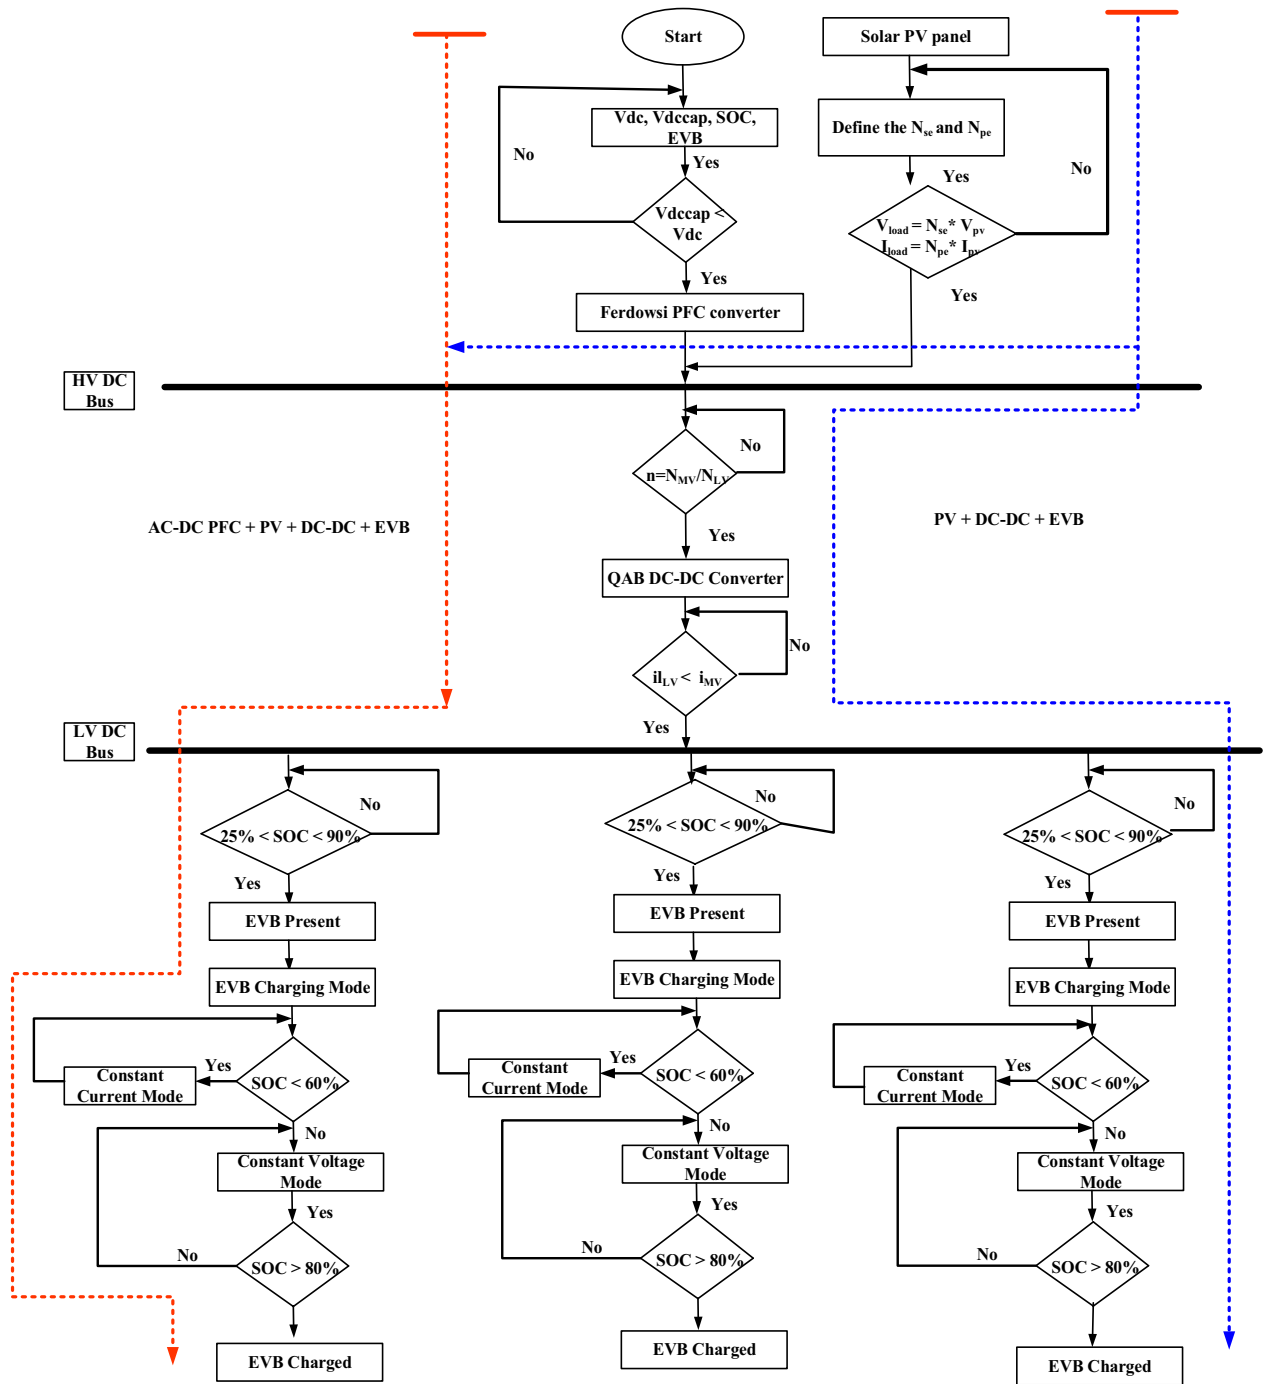 Start
Solar PV panel
Vdc, Vdccap, SOC,
EVB
Define the Nse and Npe
No
Yes
Yes
No
Vdccap <
Vdc
Vload = Nse* Vpv
Iload = Npe* Ipv
Yes
Yes
Ferdowsi PFC converter
HV DC
Bus
No
n=NMV/NLV
AC-DC PFC + PV + DC-DC + EVB
PV + DC-DC + EVB
Yes
QAB DC-DC Converter
No
ilLV < iMV
Yes
LV DC
Bus
No
No
No
25% < SOC < 90%
25% < SOC < 90%
25% < SOC < 90%
Yes
Yes
Yes
EVB Present
EVB Present
EVB Present
EVB Charging Mode
EVB Charging Mode
EVB Charging Mode
Yes
Yes
Yes
Constant
Current Mode
SOC < 60%
Constant
Current Mode
SOC < 60%
Constant
Current Mode
SOC < 60%
No
No
No
Constant Voltage
Mode
Constant Voltage
Mode
Constant Voltage
Mode
Yes
Yes
Yes
No
SOC > 80%
No
SOC > 80%
No
SOC > 80%
EVB Charged
EVB Charged
EVB Charged